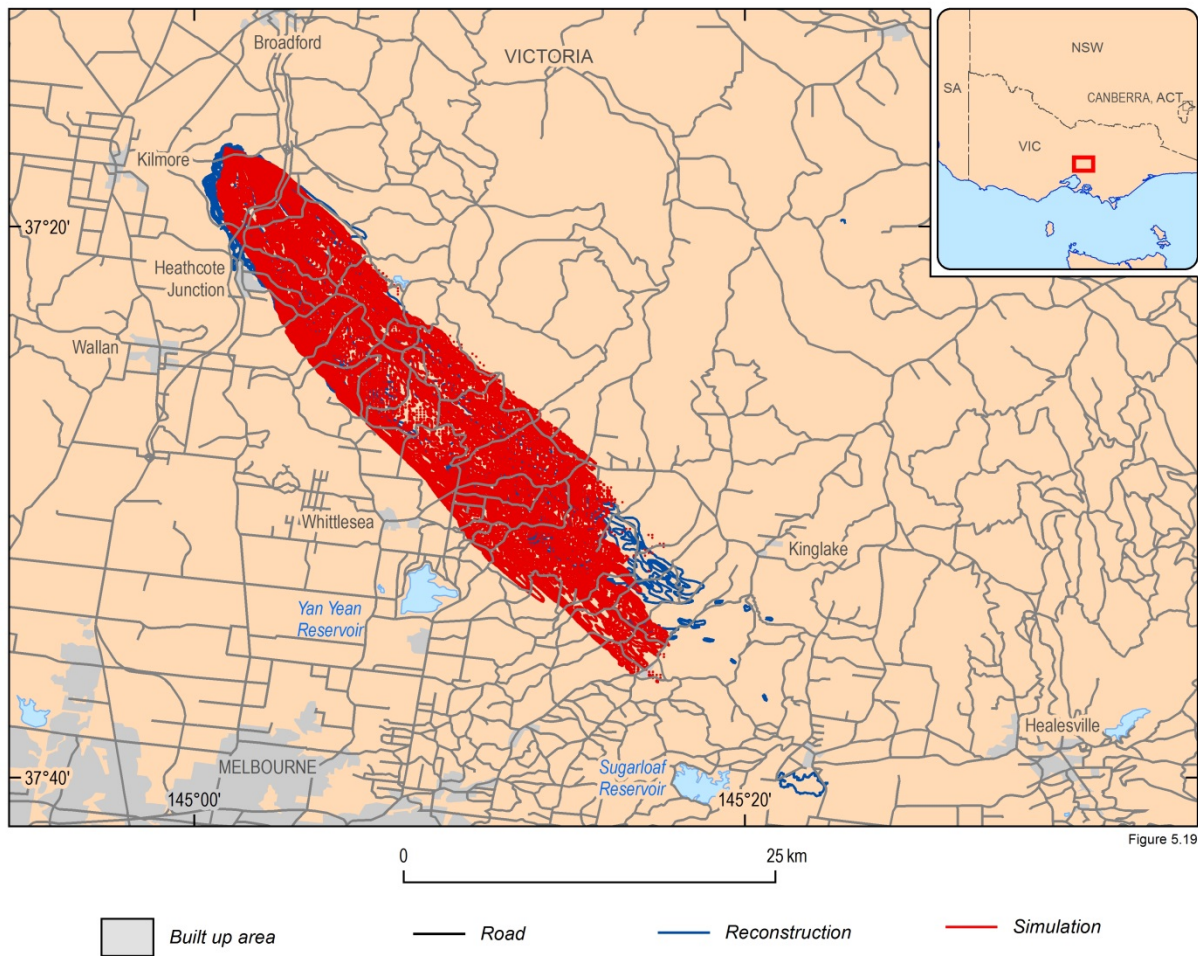 Broadford
VICTORIA
NSW
SA
CANBERRA, ACT
VIC
Kilmore
37°20'
Heathcote
Junction
Wallan
Whittlesea
Kinglake
Yan Yean
Reservoir
Healesville
37°40'
MELBOURNE
Sugarloaf
Reservoir
145°00'
145°20'
Figure 5.19
0
25 km
Built up area
Road
Reconstruction
Simulation